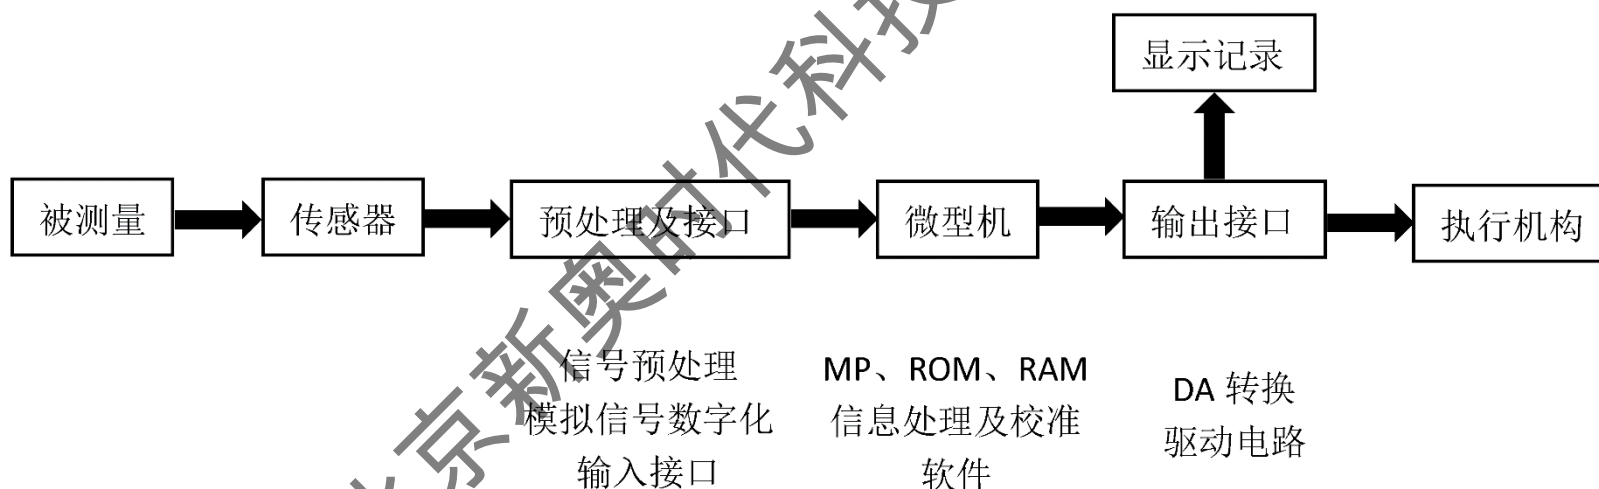 显示记录
被测量
传感器
预处理及接口
微型机
输出接口
执行机构
信号预处理
模拟信号数字化
输入接口
MP、ROM、RAM
信息处理及校准
软件
DA 转换
驱动电路
京新奥时代科技